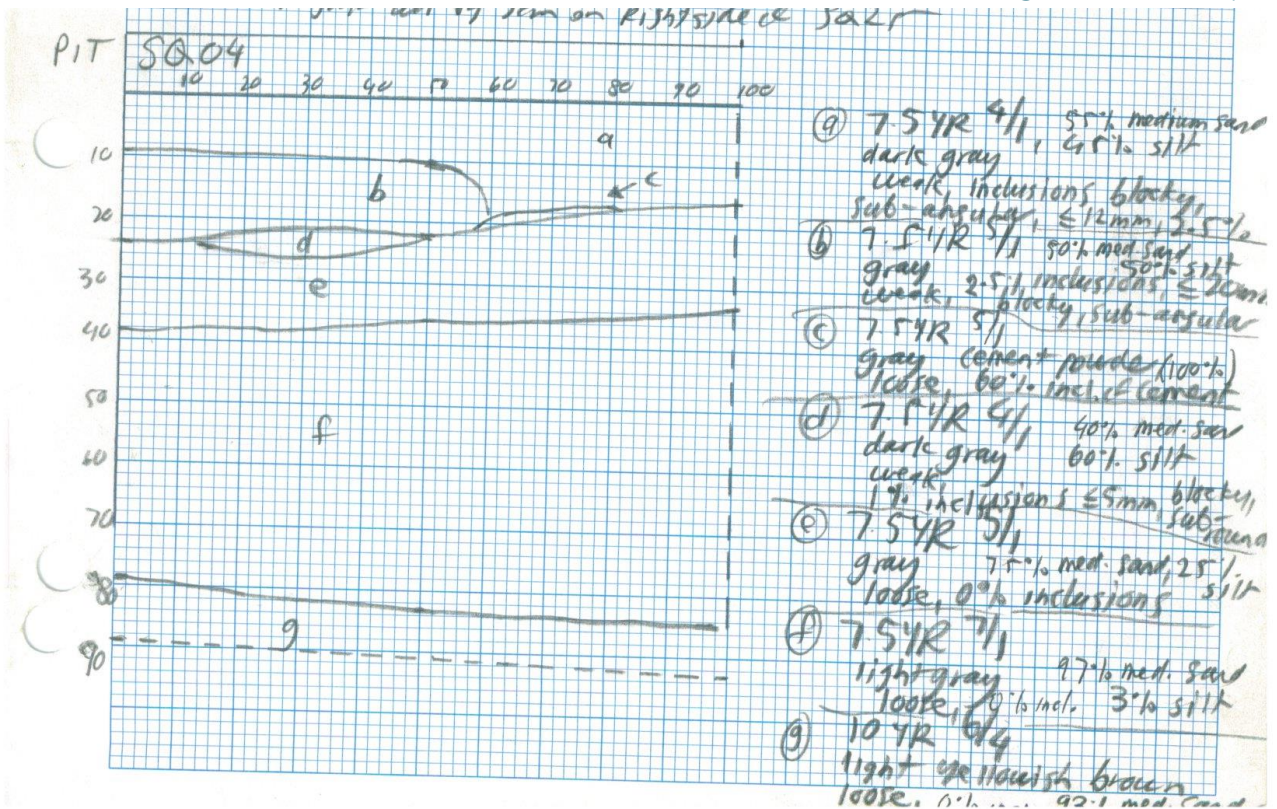 on Rightside of
PIT SQ04
10 20 30 40 50 60 70 80 90 100
10
20
30
40
50
60
70
80
90
a
b
c
d
e
f
g
(a) 7.5YR 4/1, 55% medium sand
dark gray 45% silt
weak, inclusions blocky,
sub-angular, ≤12mm, 2.5%
(b) 7.5YR 5/1 50% med. sand
gray 50% silt
weak, 2.5% inclusions, ≤20mm
blocky, sub-angular
(c) 7.5YR 5/1
gray cement powder (100%)
loose, 60% incl. of cement
(d) 7.5YR 4/1 40% med. sand
dark gray 60% silt
weak,
1% inclusions ≤5mm, blocky,
sub-round
(e) 7.5YR 5/1
gray 75% med. sand, 25%
loose, 0% inclusions silt
(f) 7.5YR 7/1
light gray 97% med. sand
loose, 0% incl. 3% silt
(g) 10YR 6/4
light yellowish brown
loose,